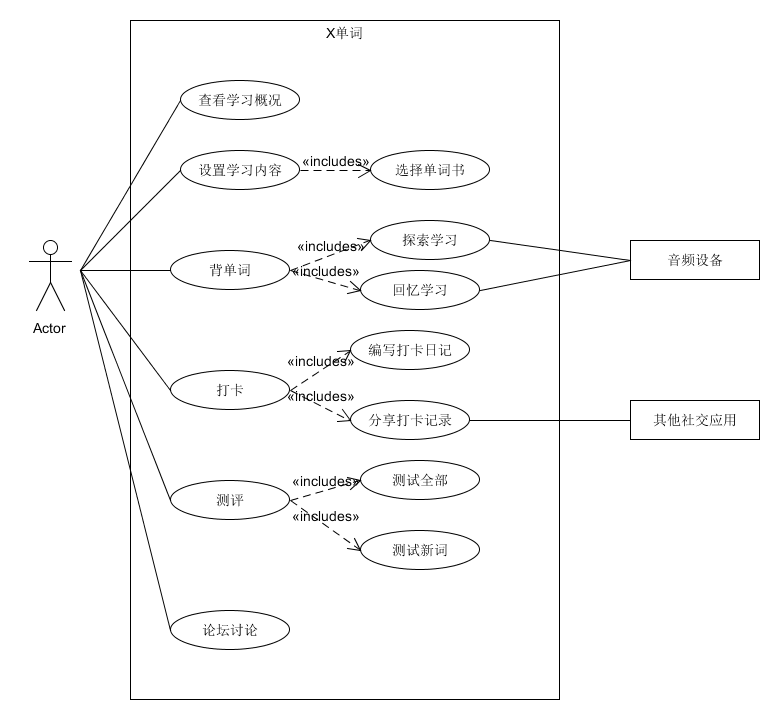 X单词
查看学习概况
设置学习内容
«includes»
选择单词书
背单词
«includes»
«includes»
探索学习
回忆学习
音频设备
Actor
打卡
«includes»
«includes»
编写打卡日记
分享打卡记录
其他社交应用
测评
«includes»
«includes»
测试全部
测试新词
论坛讨论